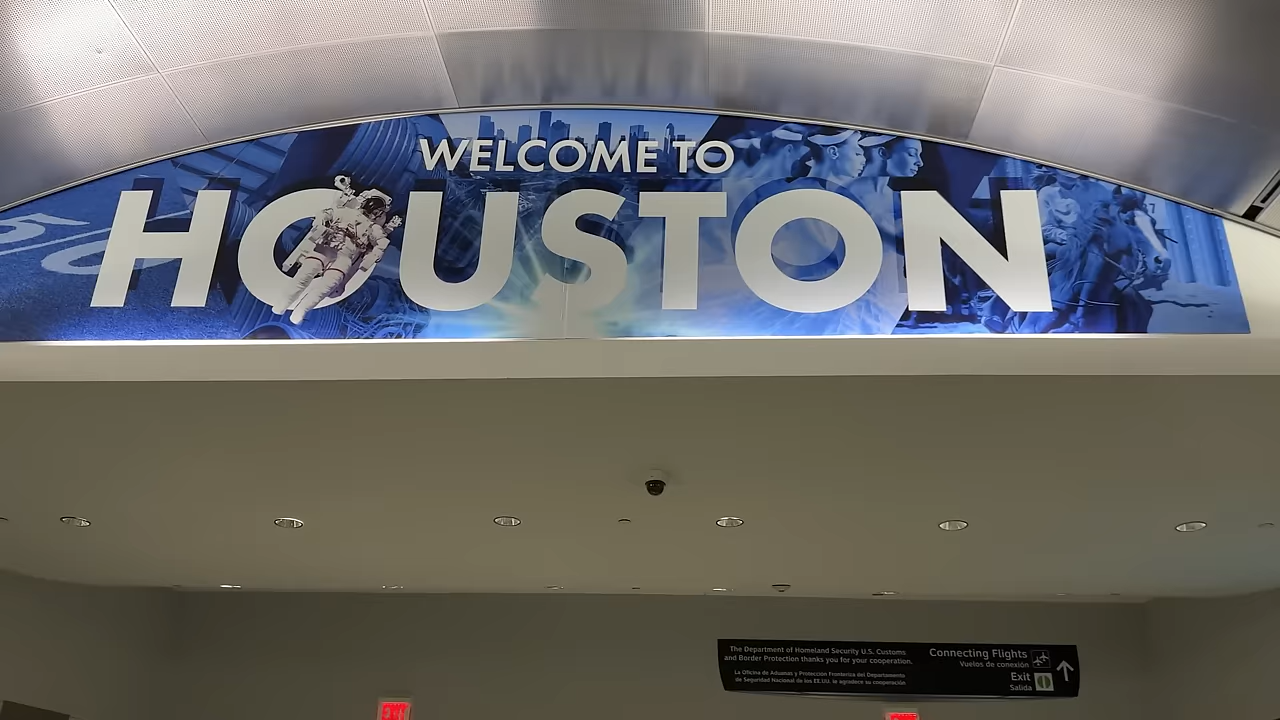 WELCOME TO
HOUSTON
The Department of Homeland Security U.S. Customs
and Border Protection thanks you for your cooperation.
La Oficina de Aduanas y Protección Fronteriza del Departamento
de Seguridad Nacional de los EE.UU. le agradece su cooperación
Connecting Flights
Vuelos de conexión
Exit
Salida
EXIT